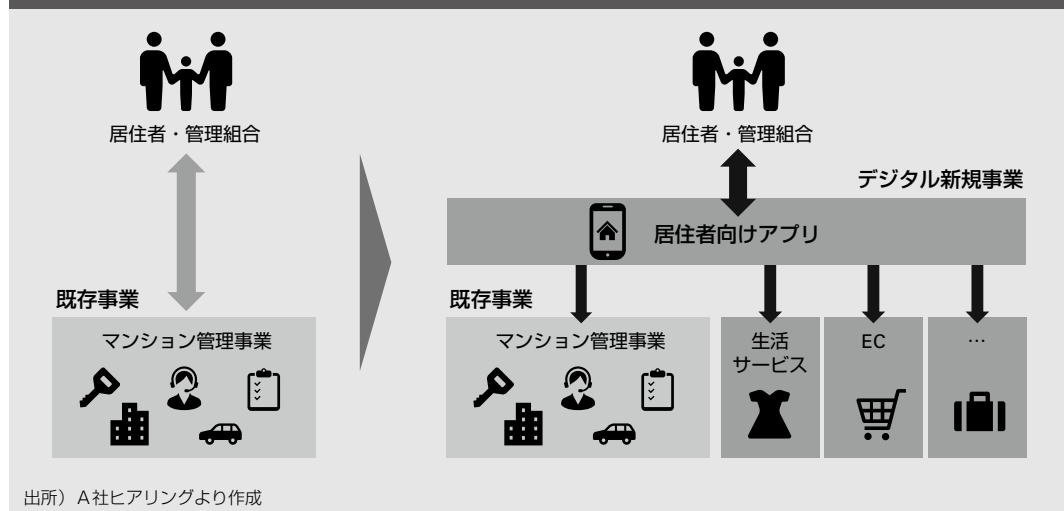 居住者・管理組合
既存事業
マンション管理事業
居住者・管理組合
デジタル新規事業
居住者向けアプリ
既存事業
マンション管理事業
生活
サービス
EC
…
出所）A社ヒアリングより作成